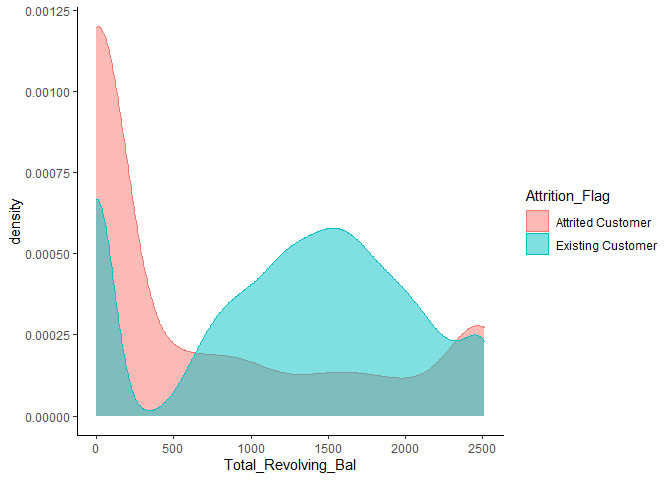 0.00125
0.00100
0.00075
0.00050
0.00025
0.00000
density
0 500 1000 1500 2000 2500
Total_Revolving_Bal
Attrition_Flag
Attrited Customer
Existing Customer